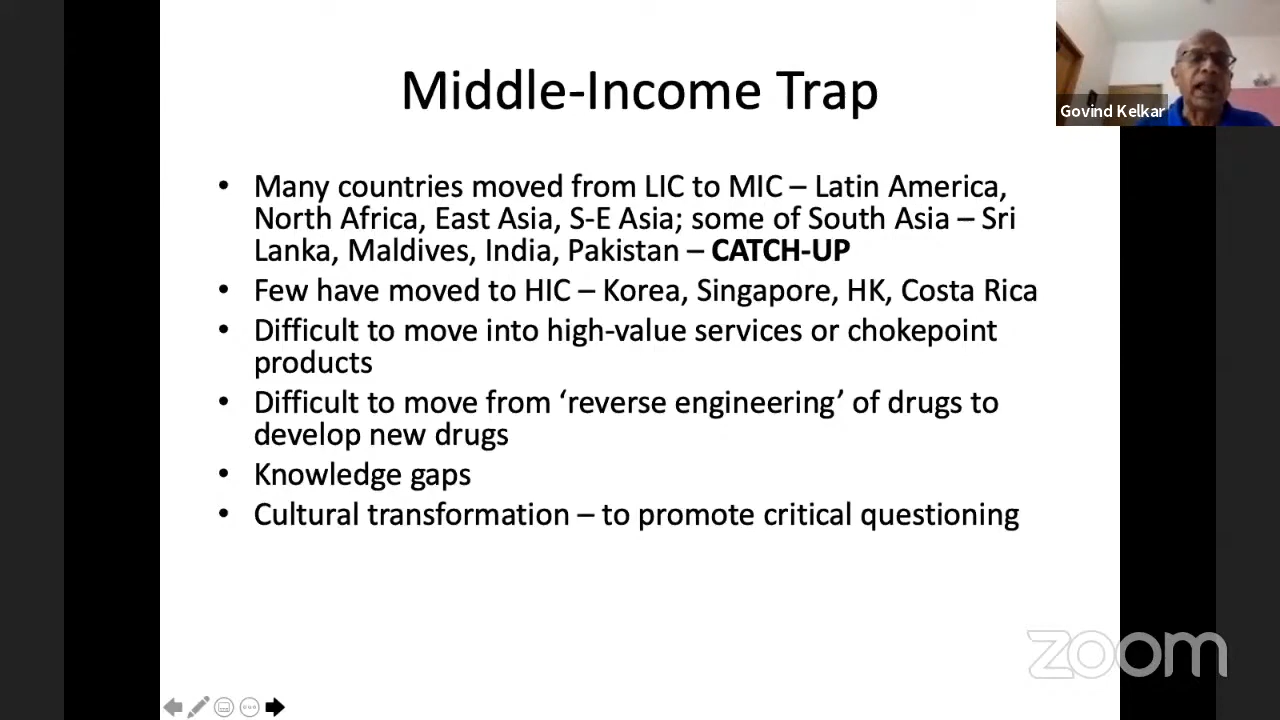 Middle-Income Trap
Govind Kelkar
• Many countries moved from LIC to MIC – Latin America,
North Africa, East Asia, S-E Asia; some of South Asia – Sri
Lanka, Maldives, India, Pakistan – CATCH-UP
• Few have moved to HIC – Korea, Singapore, HK, Costa Rica
• Difficult to move into high-value services or chokepoint
products
• Difficult to move from ‘reverse engineering’ of drugs to
develop new drugs
• Knowledge gaps
• Cultural transformation – to promote critical questioning
zoom